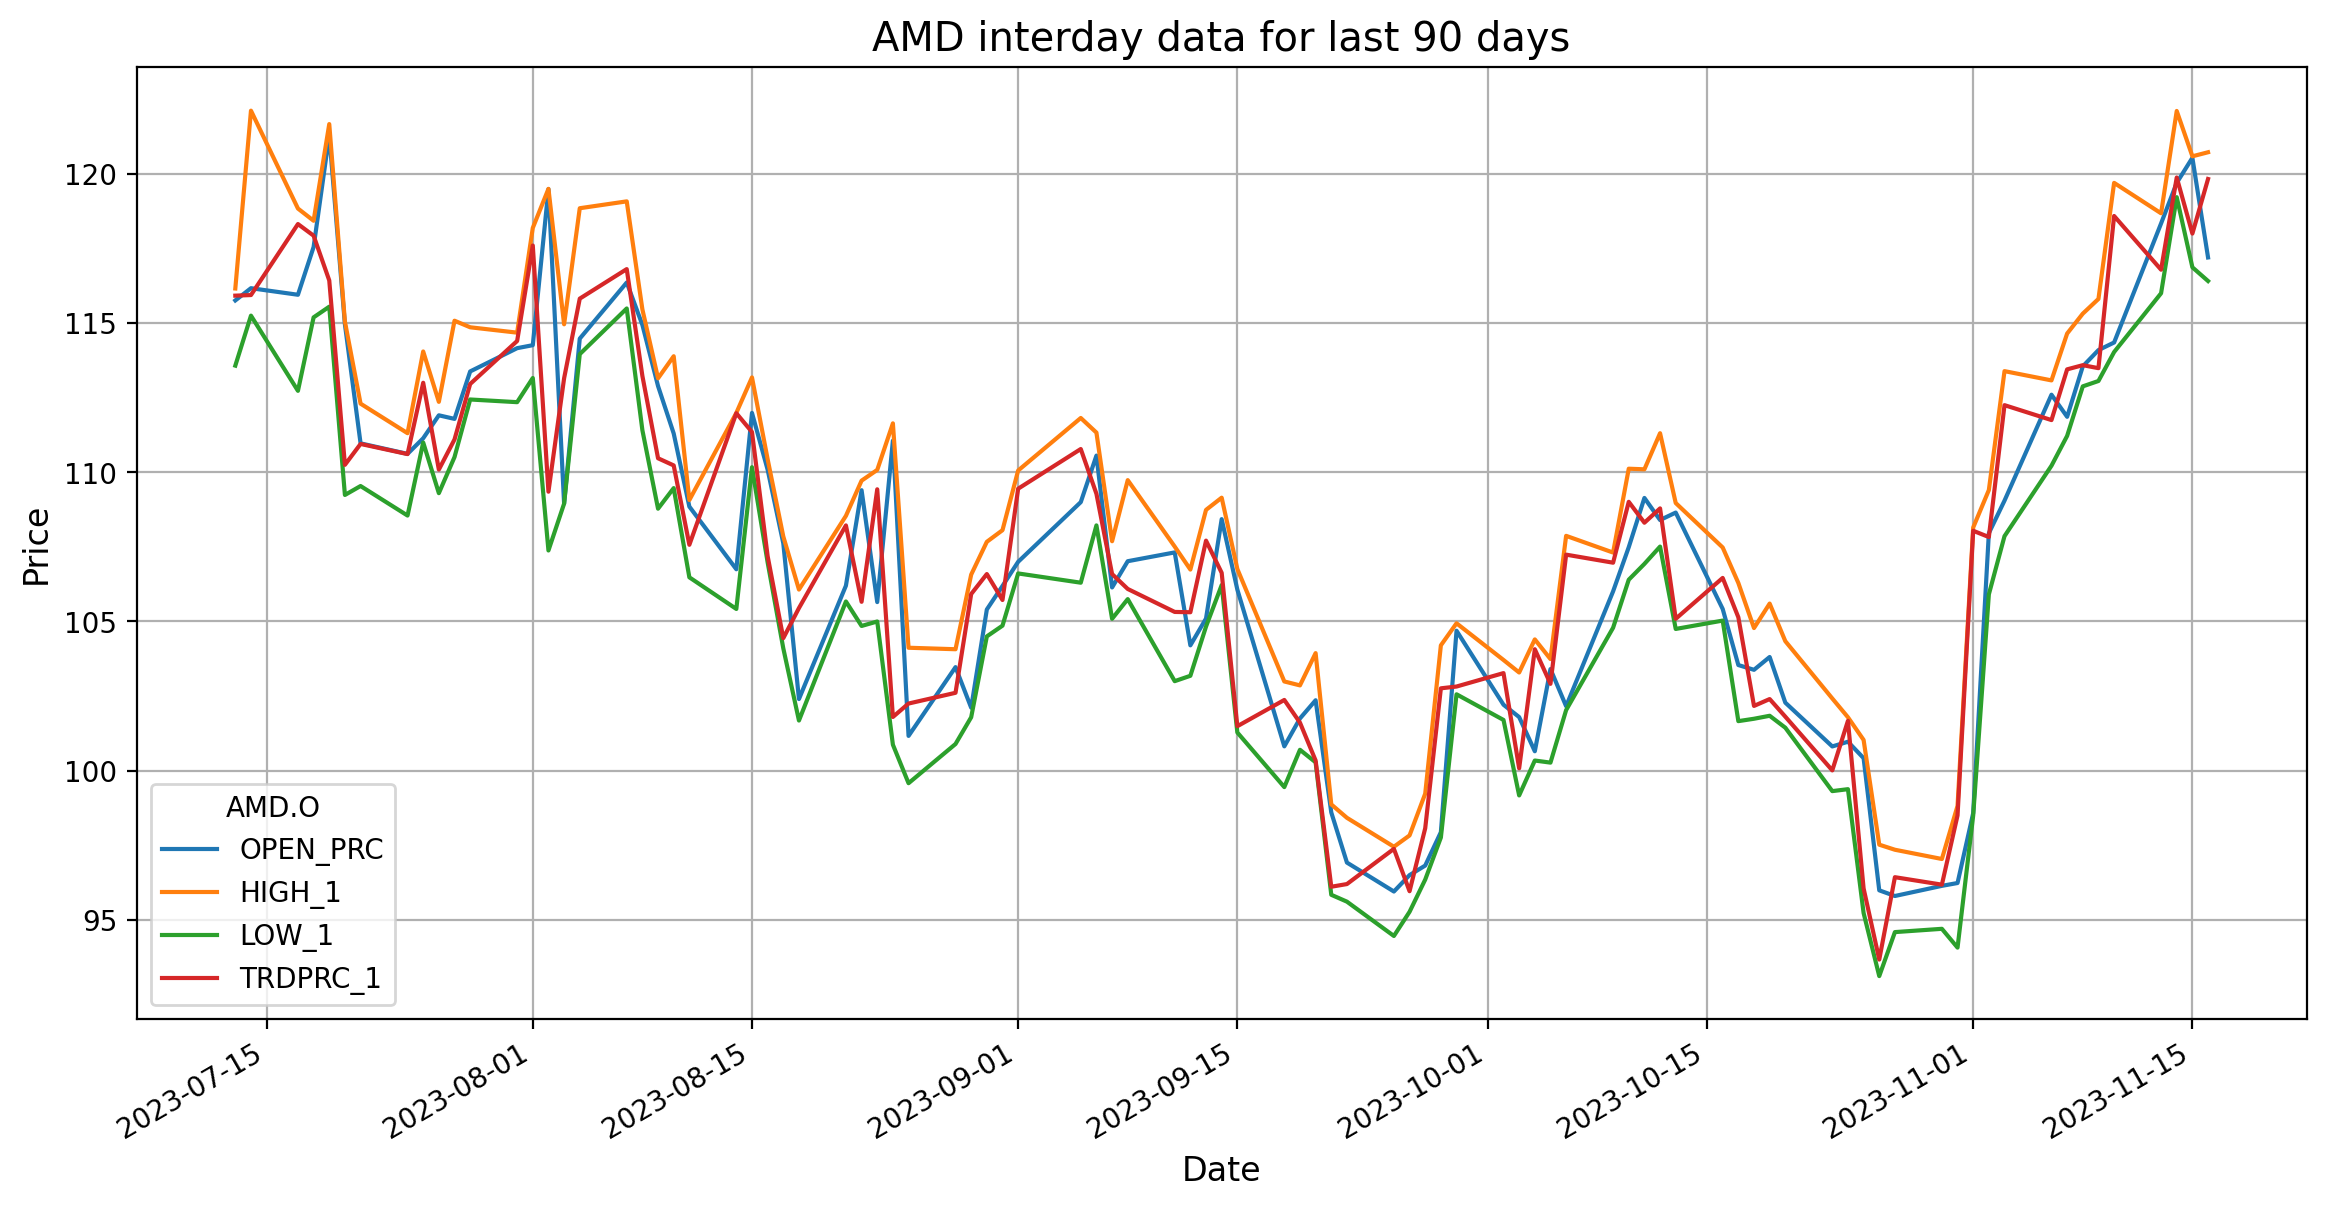 AMD interday data for last 90 days
Price
120
115
110
105
100
95
AMD.O
OPEN_PRC
HIGH_1
LOW_1
TRDPRC_1
2023-07-15
2023-08-01
2023-08-15
2023-09-01
2023-09-15
2023-10-01
2023-10-15
2023-11-01
2023-11-15
Date